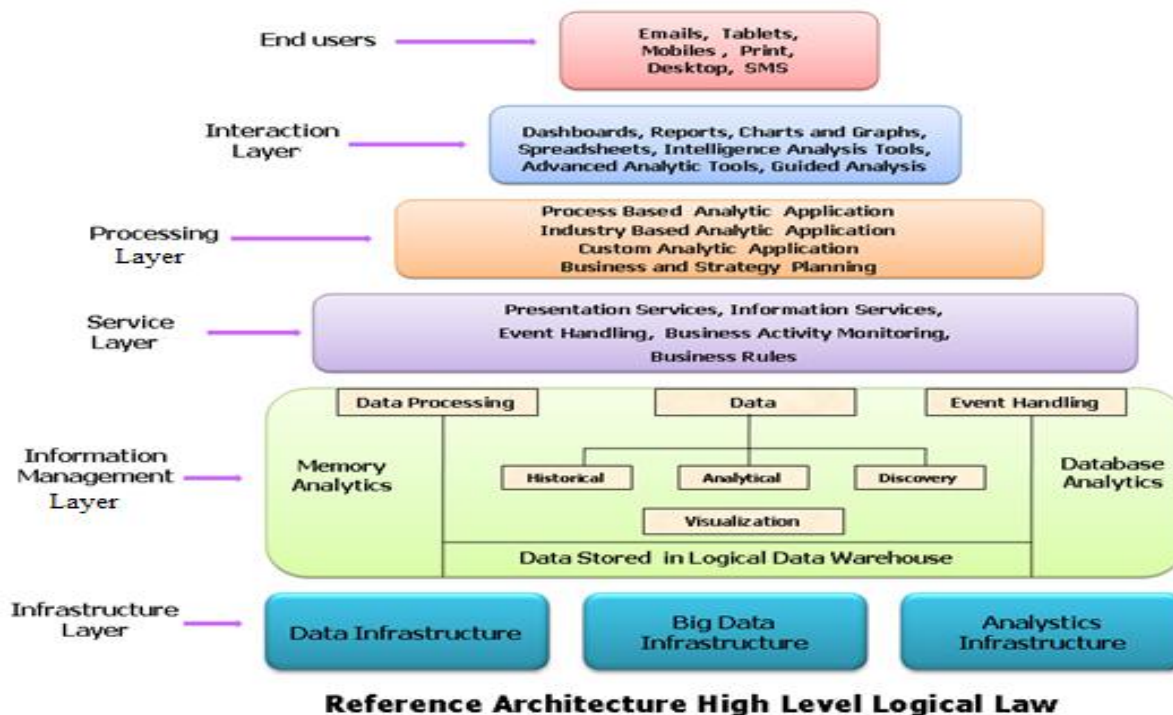 End users
Emails, Tablets,
Mobiles , Print,
Desktop, SMS
Interaction
Layer
Dashboards, Reports, Charts and Graphs,
Spreadsheets, Intelligence Analysis Tools,
Advanced Analytic Tools, Guided Analysis
Processing
Layer
Process Based Analytic Application
Industry Based Analytic Application
Custom Analytic Application
Business and Strategy Planning
Service
Layer
Presentation Services, Information Services,
Event Handling, Business Activity Monitoring,
Business Rules
Information
Management
Layer
Data Processing
Data
Event Handling
Memory
Analytics
Historical
Analytical
Discovery
Database
Analytics
Visualization
Data Stored in Logical Data Warehouse
Infrastructure
Layer
Data Infrastructure
Big Data
Infrastructure
Analystics
Infrastructure
Reference Architecture High Level Logical Law